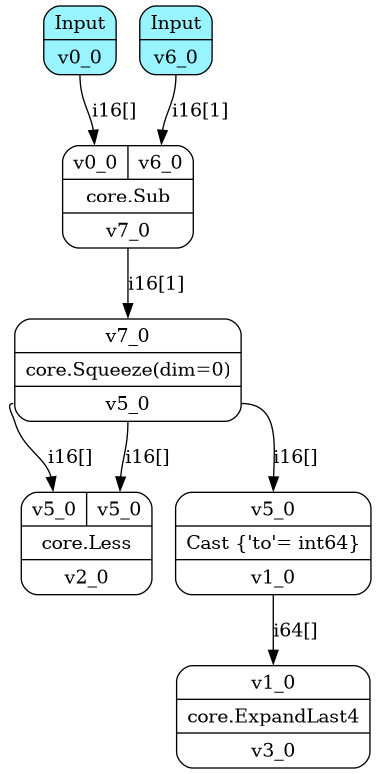 Input
v0_0
Input
v6_0
i16[]
i16[1]
v0_0
v6_0
core.Sub
v7_0
i16[1]
v7_0
core.Squeeze(dim=0)
v5_0
i16[]
i16[]
i16[]
v5_0
v5_0
core.Less
v2_0
v5_0
Cast {'to'= int64}
v1_0
i64[]
v1_0
core.ExpandLast4
v3_0